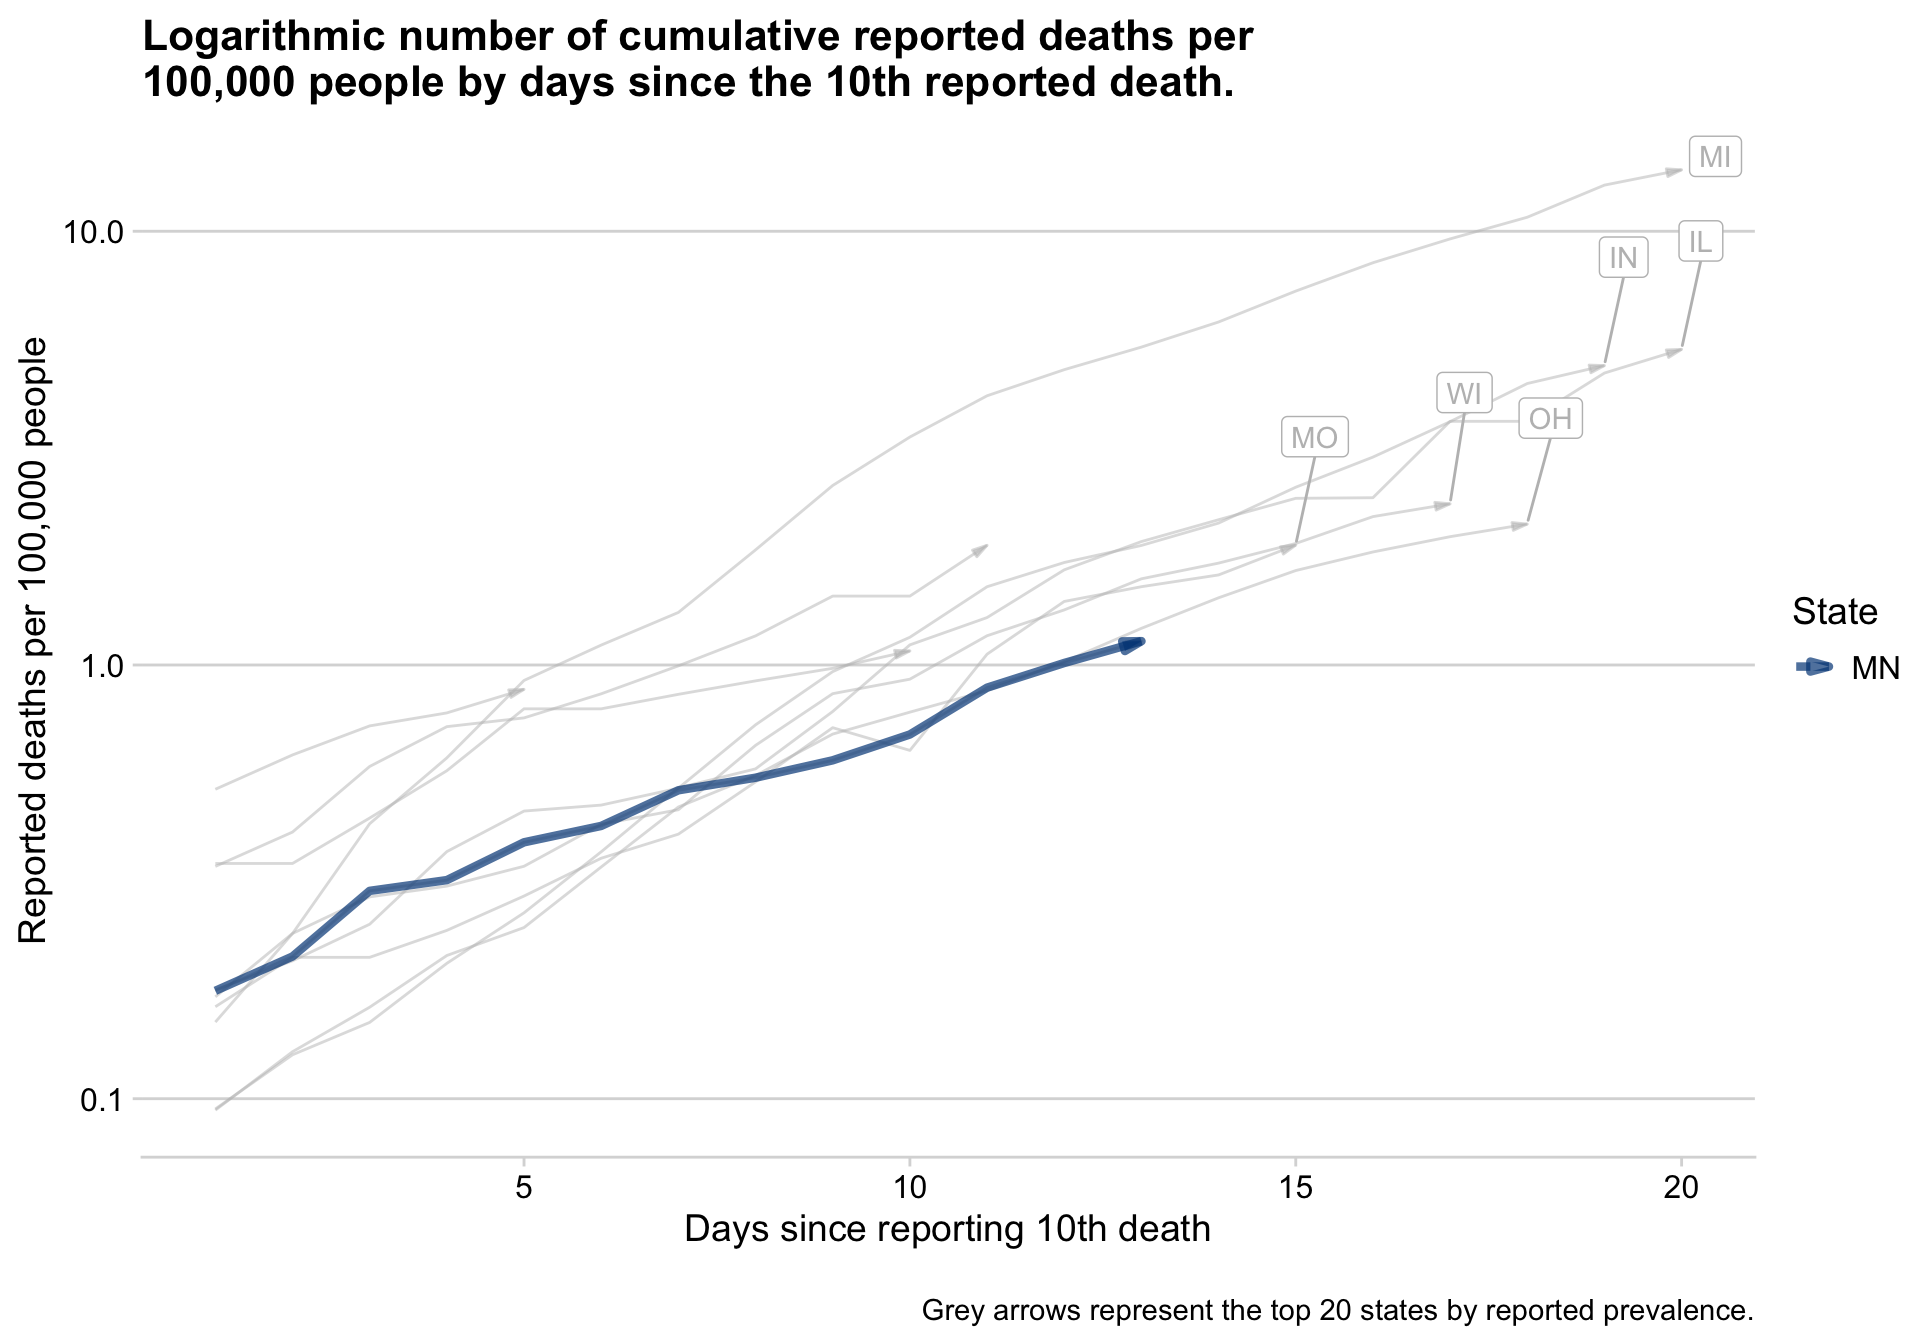 Logarithmic number of cumulative reported deaths per
100,000 people by days since the 10th reported death.
MI
10.0
IL
IN
WI
OH
MO
Reported deaths per 100,000 people
State
1.0
MN
0.1
5
10
15
20
Days since reporting 10th death
Grey arrows represent the top 20 states by reported prevalence.